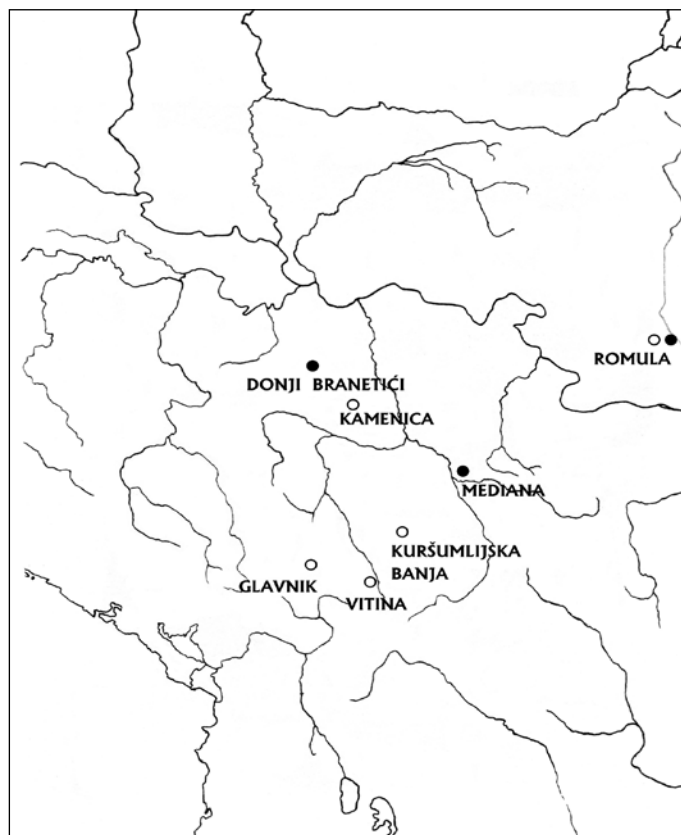 ROMULA
DONJI BRANETIĆI
KAMENICA
MEDIANA
KURŠUMLIJSKA
BANJA
GLAVNIK
VITINA